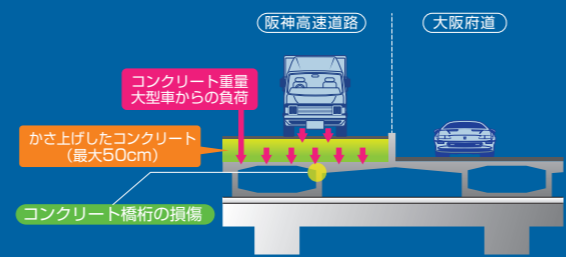 阪神高速道路
大阪府道
コンクリート重量
大型車からの負荷
かさ上げしたコンクリート
(最大50cm)
コンクリート橋桁の損傷